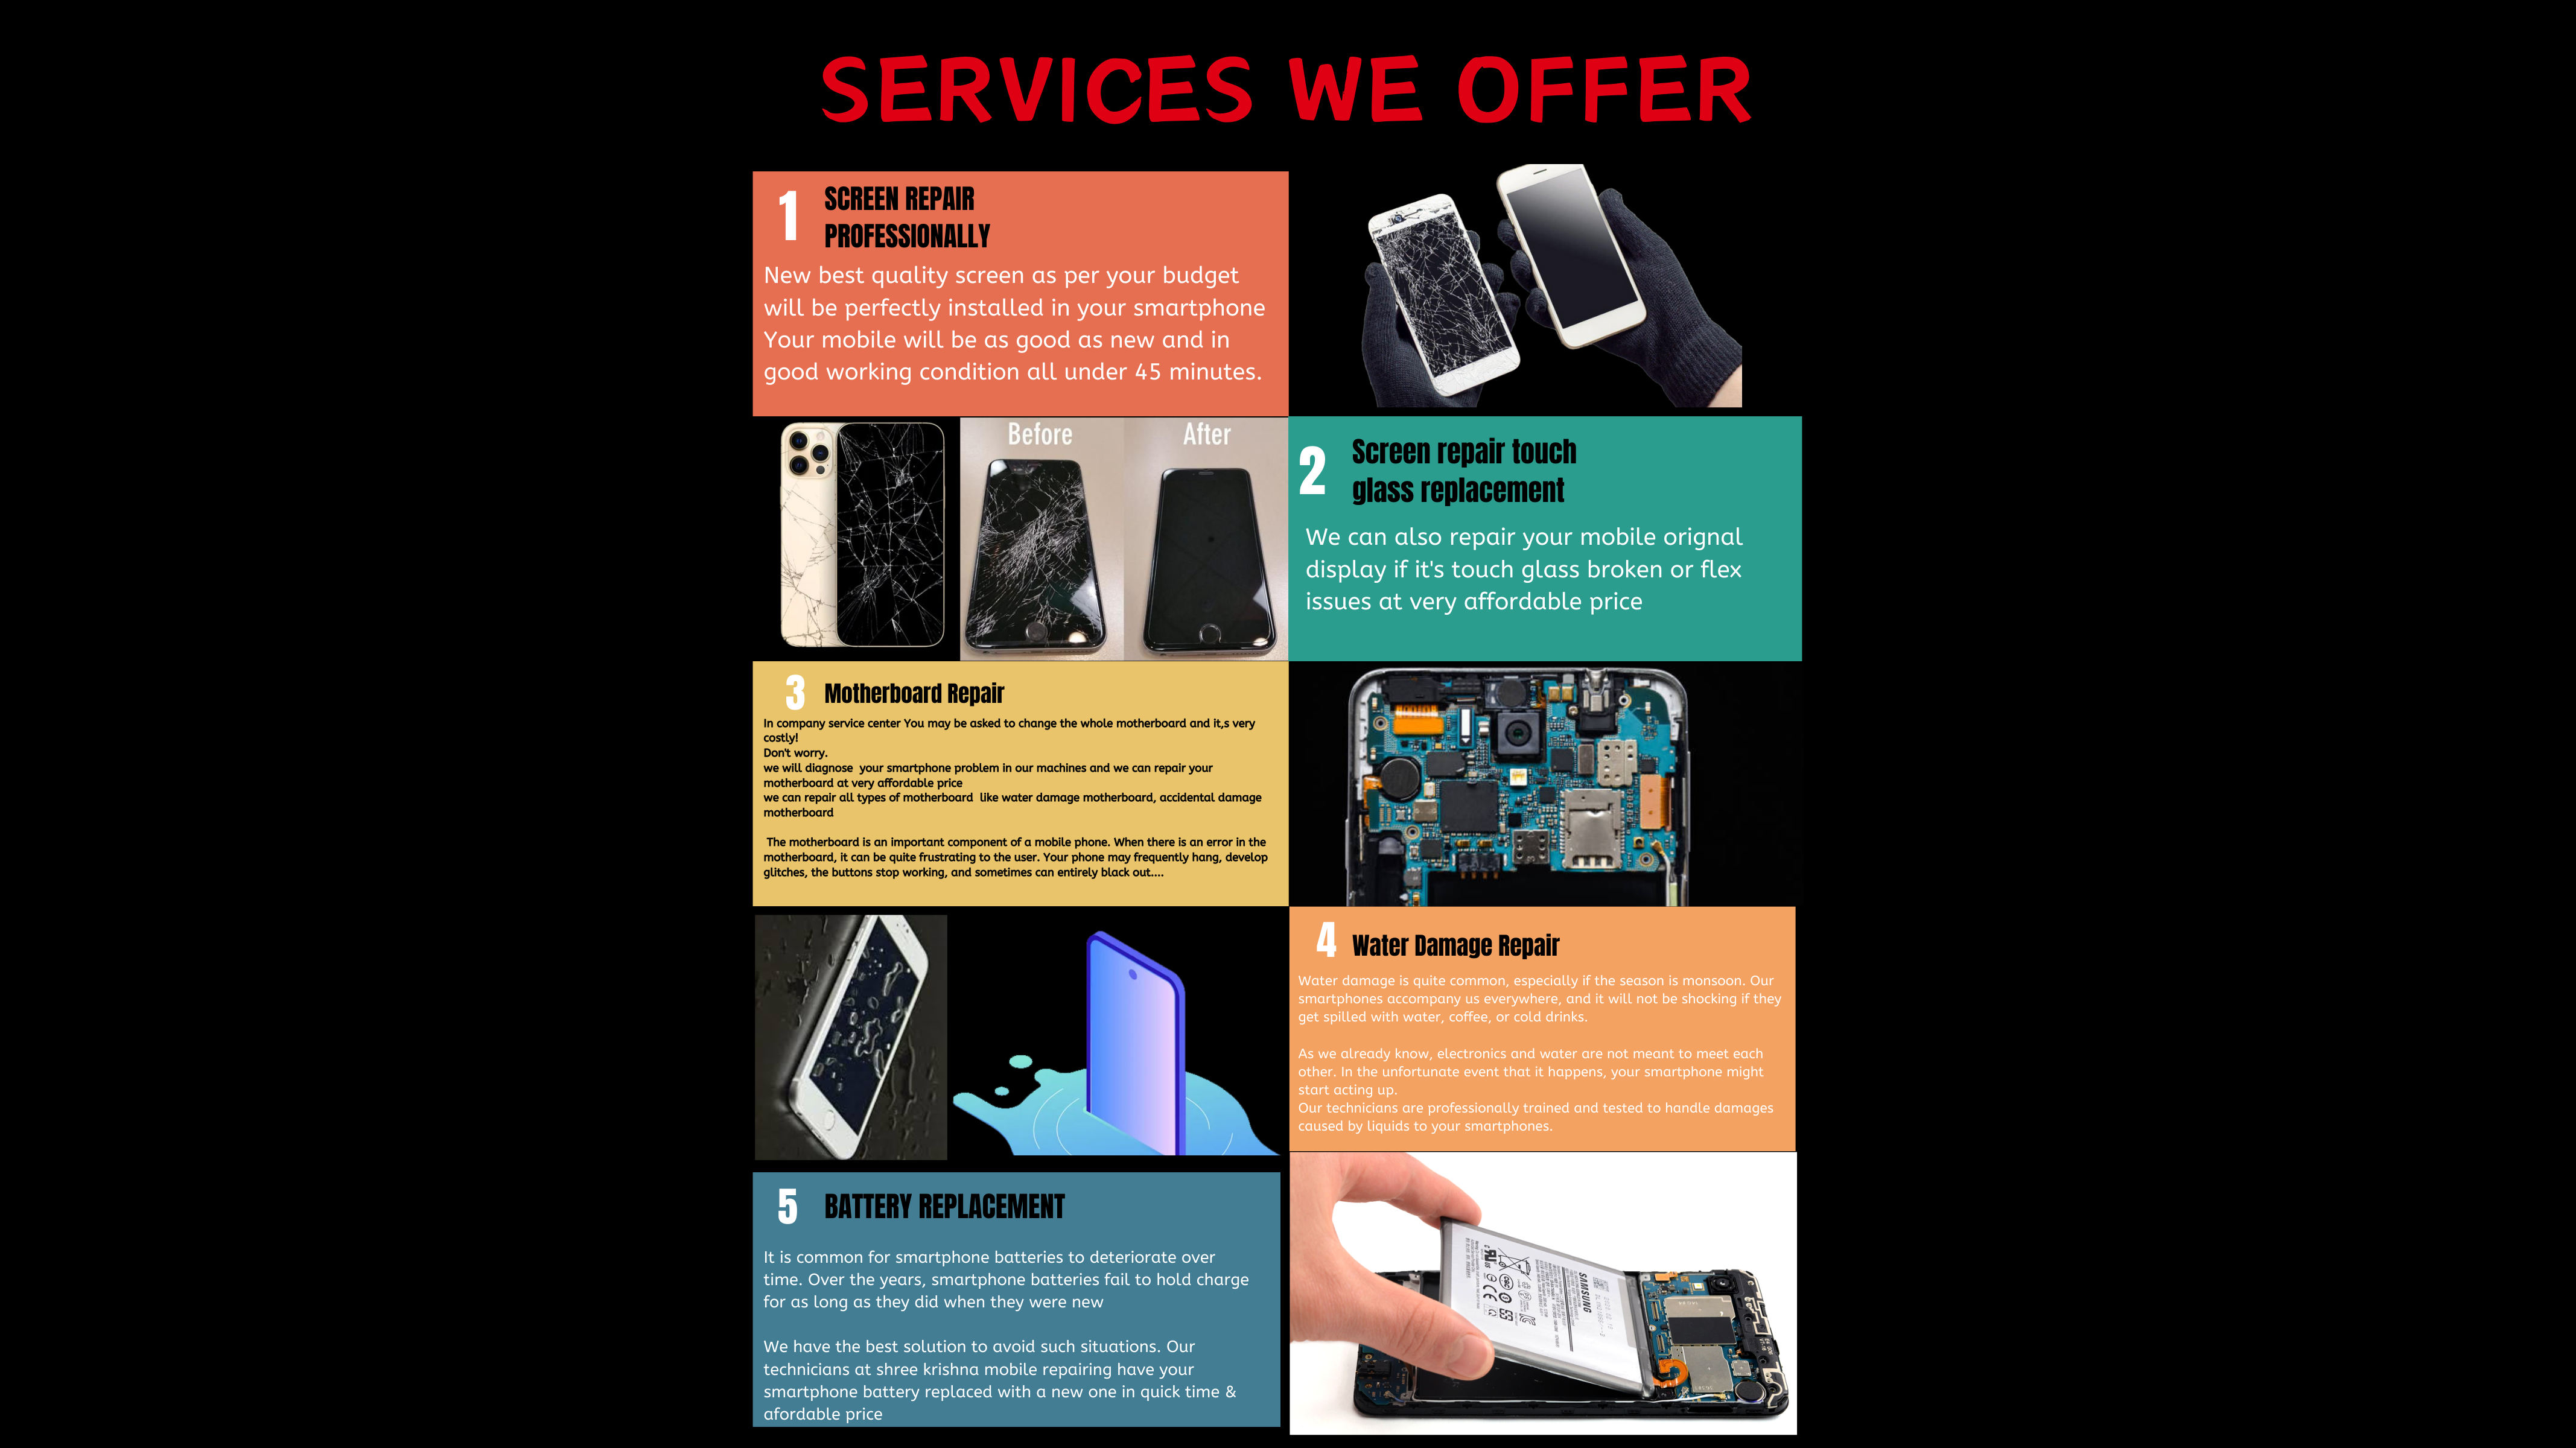 SERVICES WE OFFER
1
SCREEN REPAIR
PROFESSIONALLY
New best quality screen as per your budget
will be perfectly installed in your smartphone
Your mobile will be as good as new and in
good working condition all under 45 minutes.
Before
After
2
Screen repair touch
glass replacement
We can also repair your mobile orignal
display if it's touch glass broken or flex
issues at very affordable price
3
Motherboard Repair
In company service center You may be asked to change the whole motherboard and it,s very
costly!
Don't worry.
we will diagnose  your smartphone problem in our machines and we can repair your
motherboard at very affordable price
we can repair all types of motherboard  like water damage motherboard, accidental damage
motherboard
The motherboard is an important component of a mobile phone. When there is an error in the
motherboard, it can be quite frustrating to the user. Your phone may frequently hang, develop
glitches, the buttons stop working, and sometimes can entirely black out....
4
Water Damage Repair
Water damage is quite common, especially if the season is monsoon. Our
smartphones accompany us everywhere, and it will not be shocking if they
get spilled with water, coffee, or cold drinks.
As we already know, electronics and water are not meant to meet each
other. In the unfortunate event that it happens, your smartphone might
start acting up.
Our technicians are professionally trained and tested to handle damages
caused by liquids to your smartphones.
5
BATTERY REPLACEMENT
It is common for smartphone batteries to deteriorate over
time. Over the years, smartphone batteries fail to hold charge
for as long as they did when they were new
We have the best solution to avoid such situations. Our
technicians at shree krishna mobile repairing have your
smartphone battery replaced with a new one in quick time &
afordable price
SAMSUNG